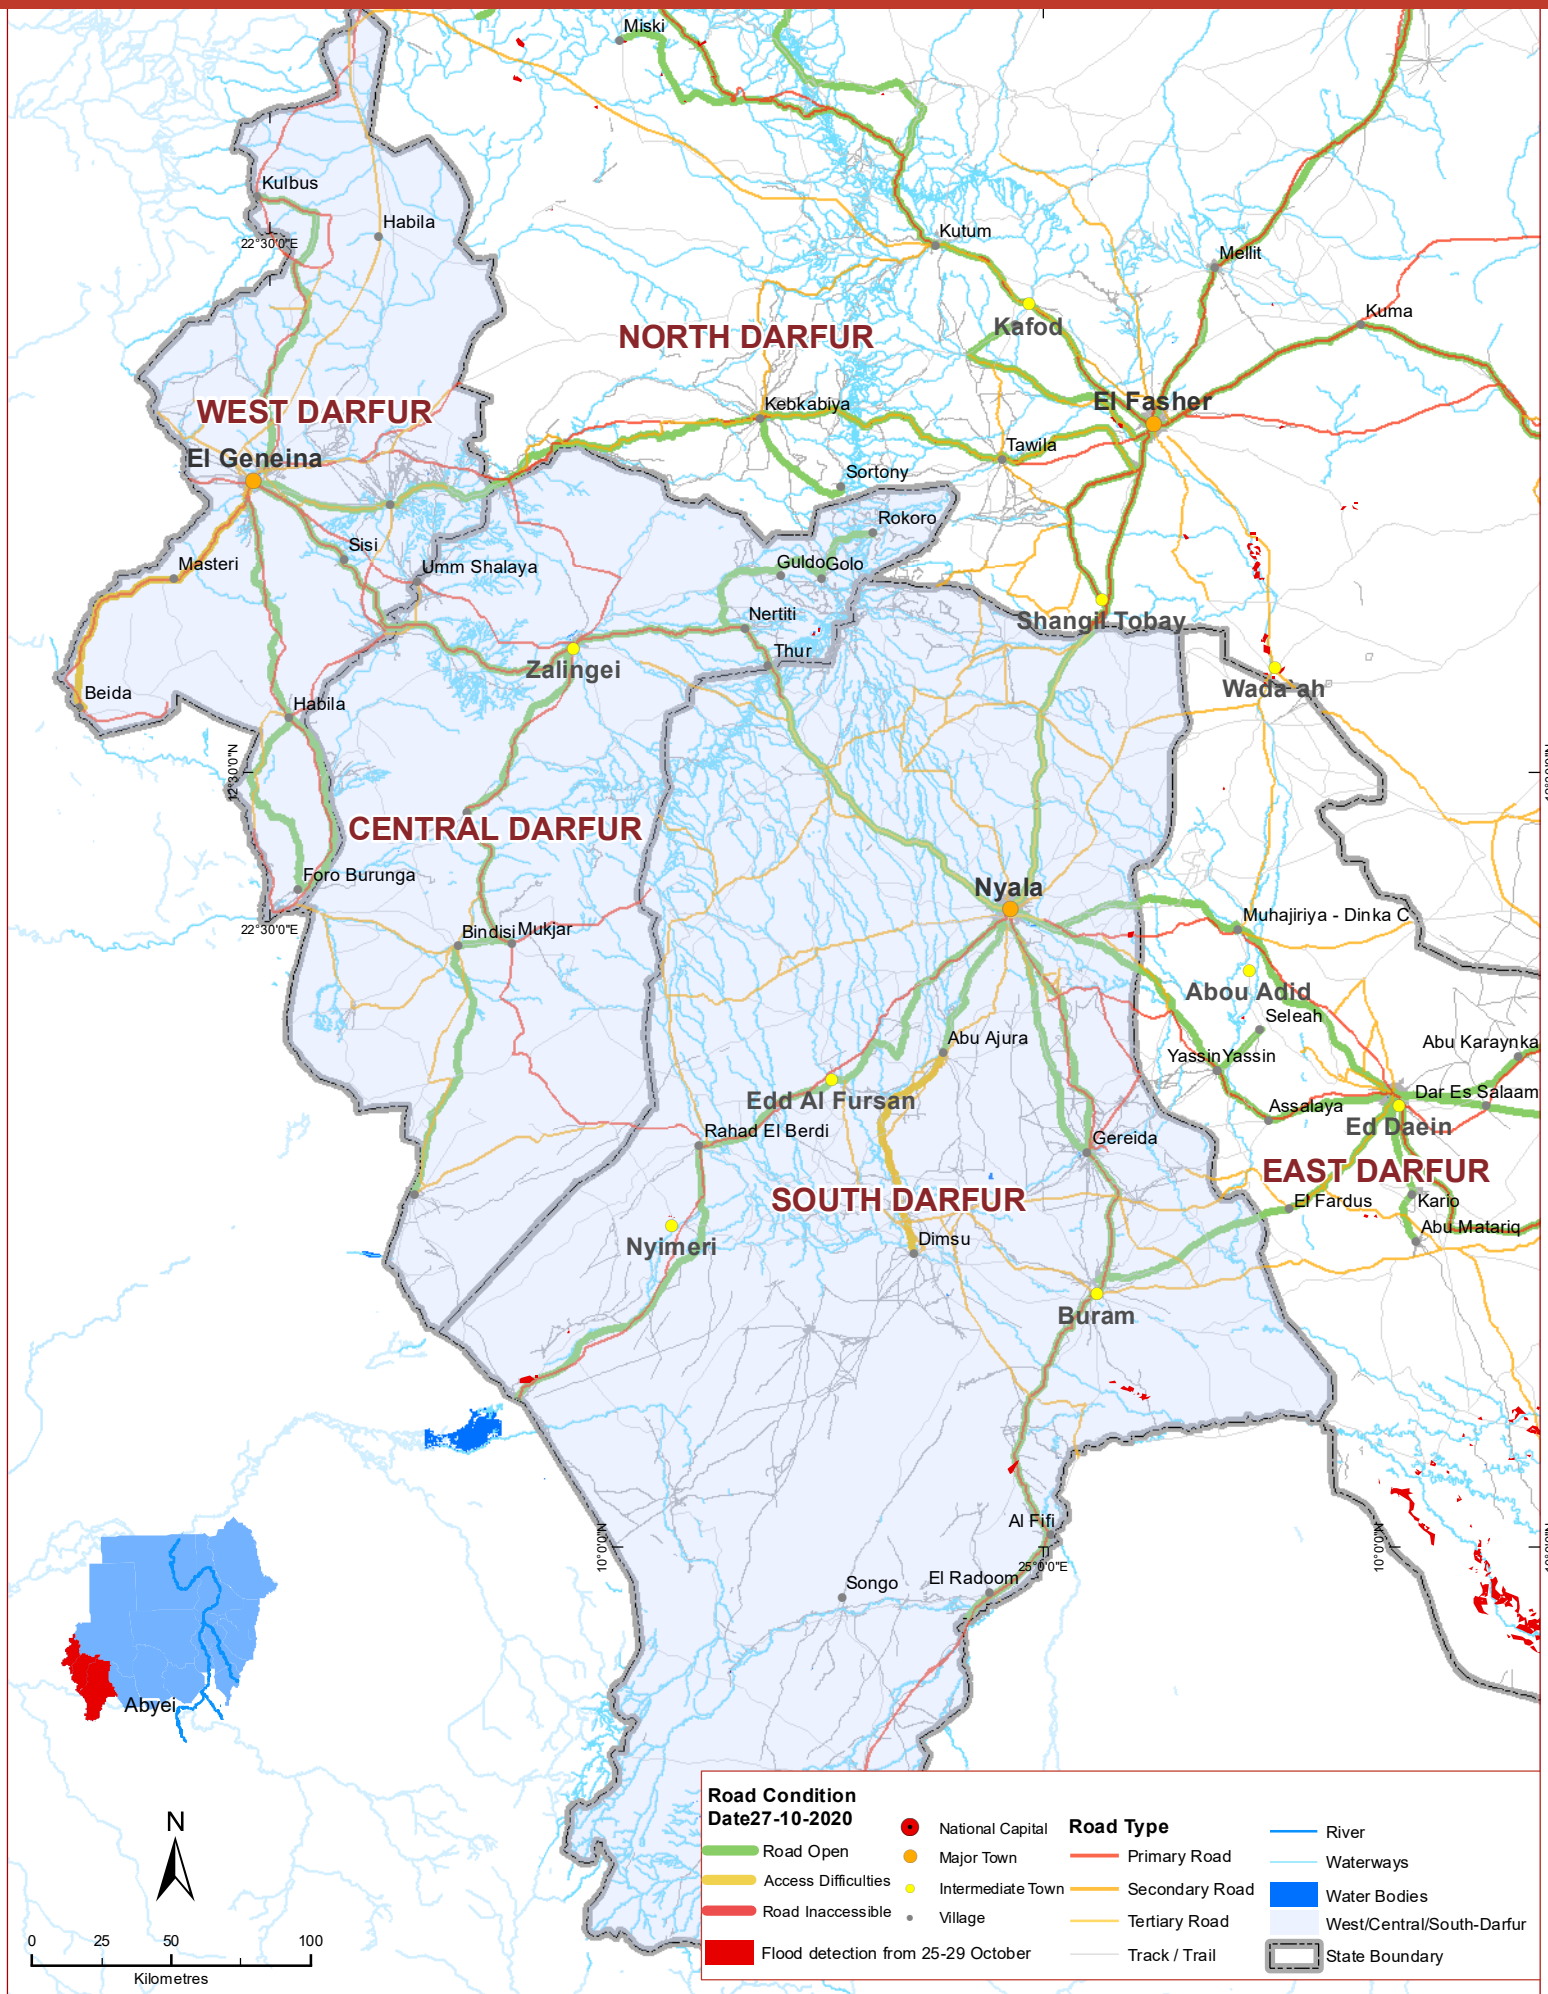 Miski
Kulbus
Habila
22°30'0"E
Kutum
Mellit
Kafod
Kuma
NORTH DARFUR
WEST DARFUR
Kebkabiya
El Fasher
El Geneina
Tawila
Sortony
Rokoro
Sisi
Masteri
Umm Shalaya
Guldo
Golo
Nertiti
Shangil Tobay
Thur
Zalingei
Wada'ah
Beida
Habila
12°30'0"N
CENTRAL DARFUR
Foro Burunga
22°30'0"E
Nyala
Bindisi
Mukjar
Muhajiriya - Dinka C
Abou Adid
Seleah
Abu Ajura
Yassin
Yassin
Abu Karaynka
Edd Al Fursan
Dar Es Salaam
Assalaya
Ed Daein
Rahad El Berdi
Gereida
EAST DARFUR
SOUTH DARFUR
El Fardus
Kario
Abu Matariq
Nyimeri
Dimsu
Buram
Al Fifi
10°0'0"N
25°0'0"E
10°0'0"N
Songo
El Radoom
Abyei
N
0 25 50 100
Kilometres
Road Condition
Date27-10-2020
Road Open
Access Difficulties
Road Inaccessible
Flood detection from 25-29 October
National Capital
Major Town
Intermediate Town
Village
Road Type
Primary Road
Secondary Road
Tertiary Road
Track / Trail
River
Waterways
Water Bodies
West/Central/South-Darfur
State Boundary